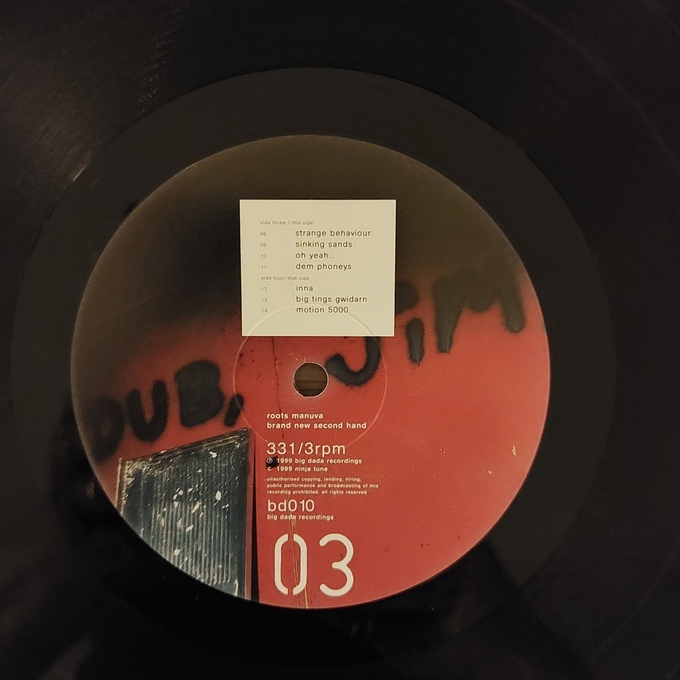 side three / this side
08 strange behaviour
09 sinking sands
10 oh yeah...
11 dem phoneys
side four/ that side
12 inna
13 big tings gwidarn
14 motion 5000
DUB, JiM
roots manuva
brand new second hand
331/3rpm
℗ 1999 big dada recordings
© 1999 ninja tune
unauthorised copying, lending, hiring,
public performance and broadcasting of this
recording prohibited. all rights reserved
bd010
big dada recordings
03